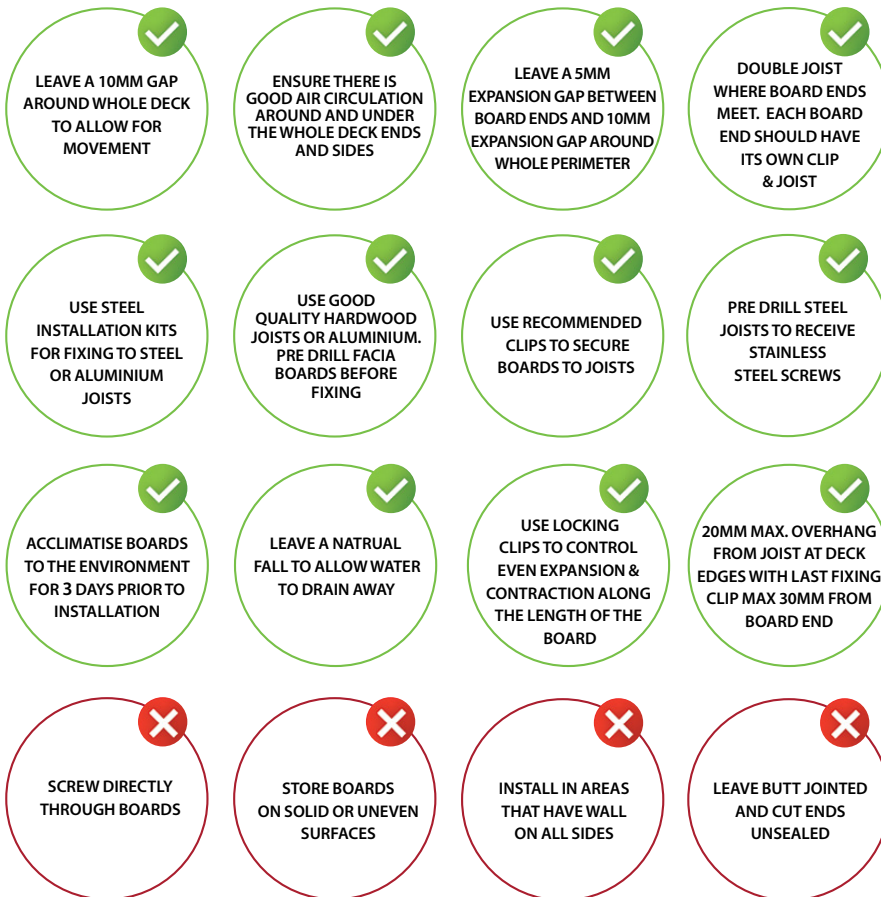 LEAVE A 10MM GAP
AROUND WHOLE DECK
TO ALLOW FOR
MOVEMENT
ENSURE THERE IS
GOOD AIR CIRCULATION
AROUND AND UNDER
THE WHOLE DECK ENDS
AND SIDES
LEAVE A 5MM
EXPANSION GAP BETWEEN
BOARD ENDS AND 10MM
EXPANSION GAP AROUND
WHOLE PERIMETER
DOUBLE JOIST
WHERE BOARD ENDS
MEET. EACH BOARD
END SHOULD HAVE
ITS OWN CLIP
& JOIST
USE STEEL
INSTALLATION KITS
FOR FIXING TO STEEL
OR ALUMINIUM
JOISTS
USE GOOD
QUALITY HARDWOOD
JOISTS OR ALUMINIUM.
PRE DRILL FACIA
BOARDS BEFORE
FIXING
USE RECOMMENDED
CLIPS TO SECURE
BOARDS TO JOISTS
PRE DRILL STEEL
JOISTS TO RECEIVE
STAINLESS
STEEL SCREWS
ACCLIMATISE BOARDS
TO THE ENVIRONMENT
FOR 3 DAYS PRIOR TO
INSTALLATION
LEAVE A NATRUAL
FALL TO ALLOW WATER
TO DRAIN AWAY
USE LOCKING
CLIPS TO CONTROL
EVEN EXPANSION &
CONTRACTION ALONG
THE LENGTH OF THE
BOARD
20MM MAX. OVERHANG
FROM JOIST AT DECK
EDGES WITH LAST FIXING
CLIP MAX 30MM FROM
BOARD END
SCREW DIRECTLY
THROUGH BOARDS
STORE BOARDS
ON SOLID OR UNEVEN
SURFACES
INSTALL IN AREAS
THAT HAVE WALL
ON ALL SIDES
LEAVE BUTT JOINTED
AND CUT ENDS
UNSEALED